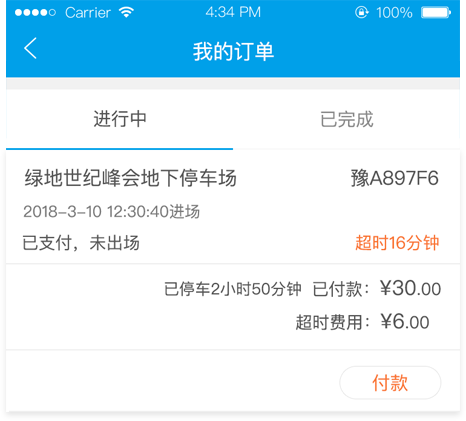 Carrier 4:34 PM 100%
我的订单
进行中 已完成
绿地世纪峰会地下停车场 豫A897F6
2018-3-10 12:30:40进场
已支付，未出场 超时16分钟
已停车2小时50分钟 已付款：¥30.00
超时费用：¥6.00
付款